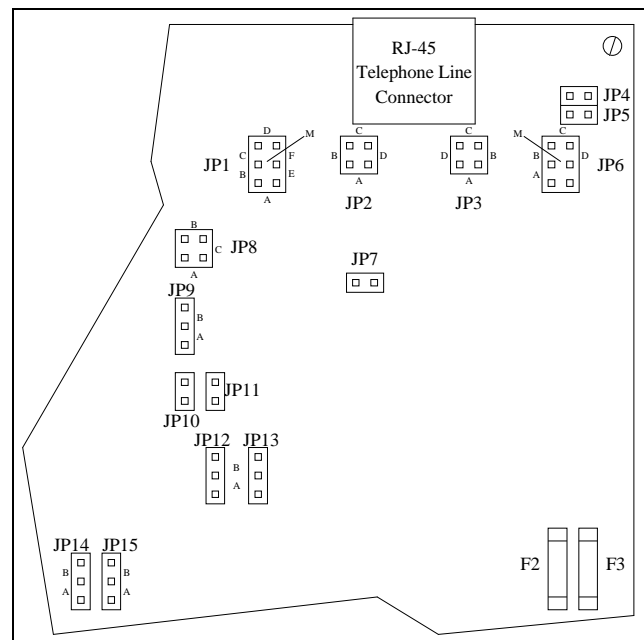 RJ-45
Telephone Line
Connector
JP4
JP5
D
M
C
F
B
E
A
JP1
C
B
D
A
JP2
C
D
B
A
JP3
M
C
B
D
A
JP6
B
JP8
C
A
JP7
JP9
B
A
JP11
JP10
JP12
JP13
B
A
JP14
JP15
B
B
A
A
F2
F3